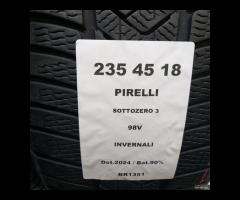 235 45 18
PIRELLI
SOTTOZERO 3
98V
INVERNALI
Dot.2024 / Bat.90%
BR1351